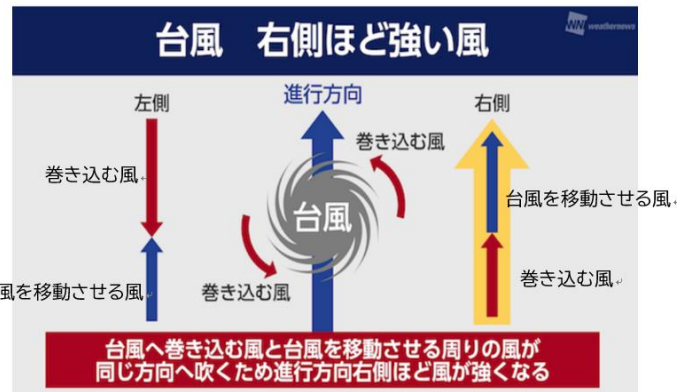 台風　右側ほど強い風
WN weathernews
左側
進行方向
右側
巻き込む風
巻き込む風
台風を移動させる風
台風
風を移動させる風
巻き込む風
巻き込む風
台風へ巻き込む風と台風を移動させる周りの風が
同じ方向へ吹くため進行方向右側ほど風が強くなる